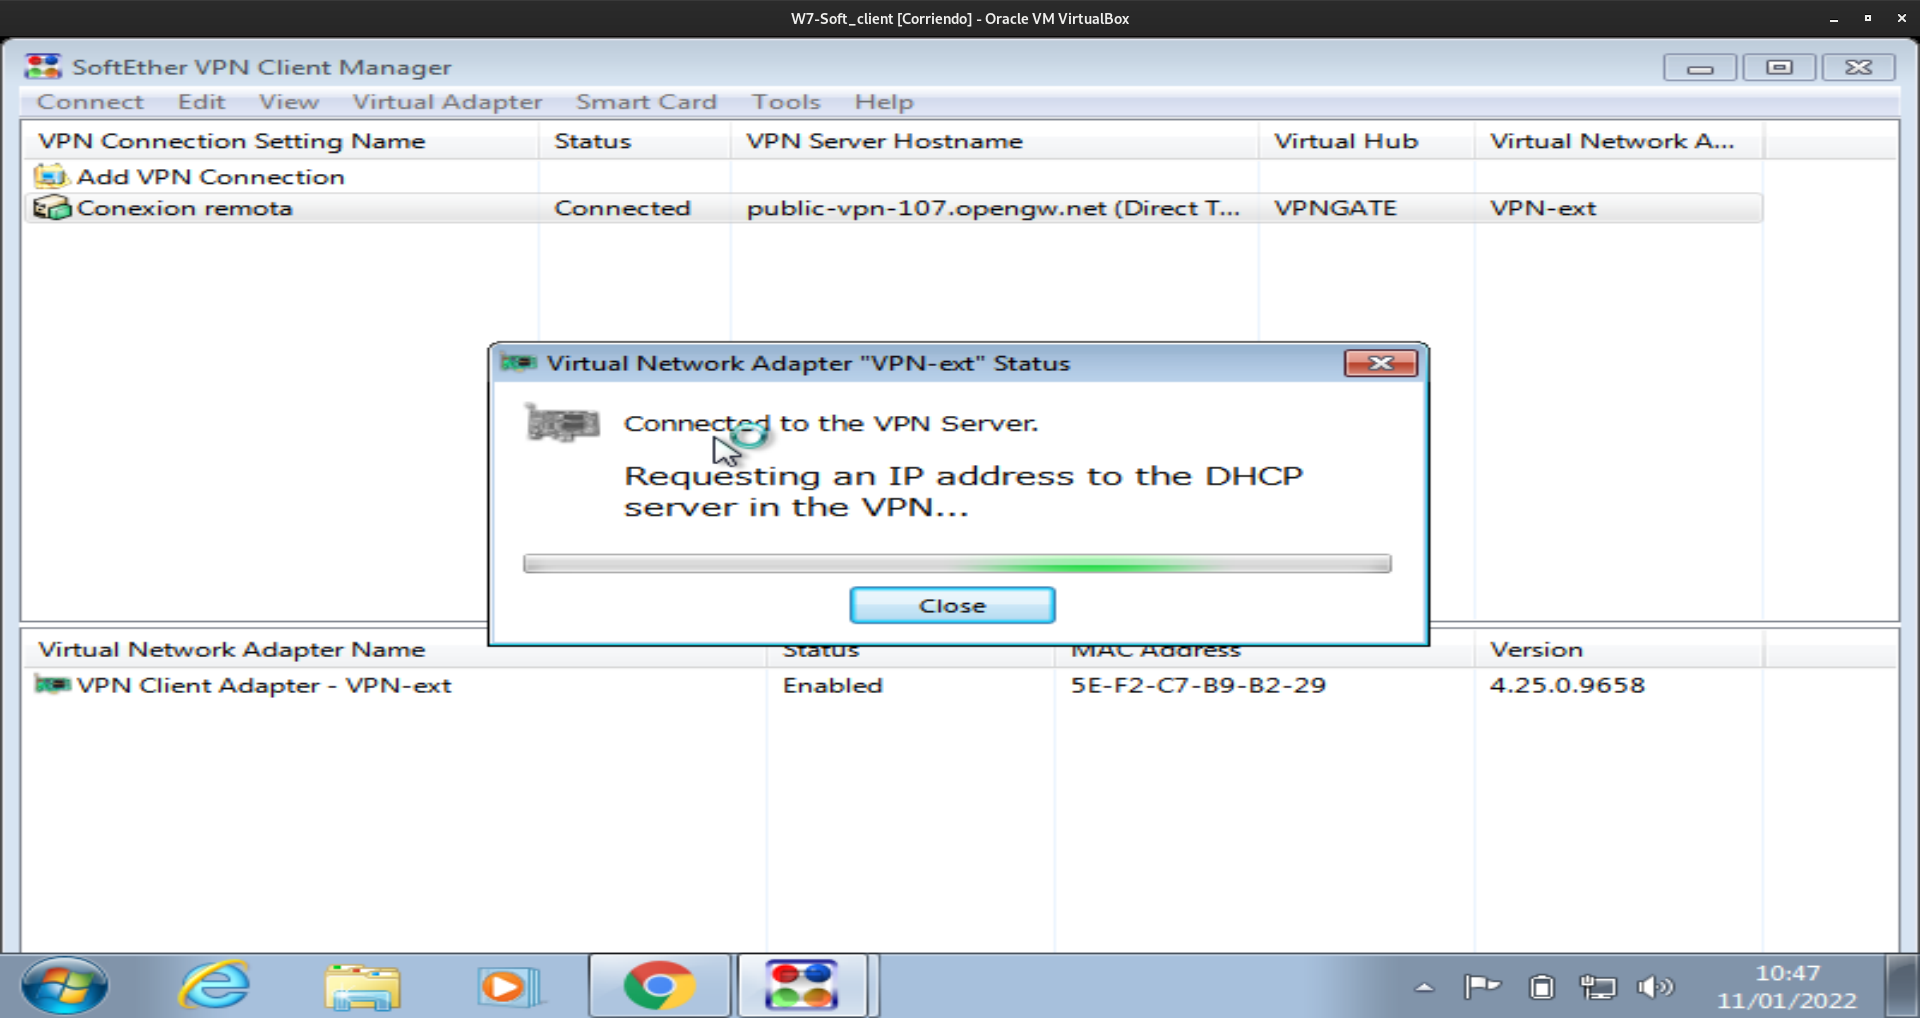 W7-Soft_client [Corriendo] - Oracle VM VirtualBox
SoftEther VPN Client Manager
Connect Edit View Virtual Adapter Smart Card Tools Help
VPN Connection Setting Name Status VPN Server Hostname Virtual Hub Virtual Network A...
Add VPN Connection
Conexion remota Connected public-vpn-107.opengw.net (Direct T... VPNGATE VPN-ext
Virtual Network Adapter "VPN-ext" Status
Connected to the VPN Server.
Requesting an IP address to the DHCP
server in the VPN...
Close
Virtual Network Adapter Name Status MAC Address Version
VPN Client Adapter - VPN-ext Enabled 5E-F2-C7-B9-B2-29 4.25.0.9658
10:47
11/01/2022